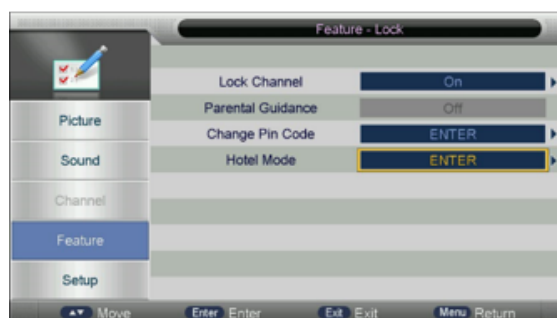 Feature - Lock
Lock Channel On
Parental Guidance Off
Change Pin Code ENTER
Hotel Mode ENTER
Picture
Sound
Channel
Feature
Setup
Move Enter Enter Exit Exit Menu Return